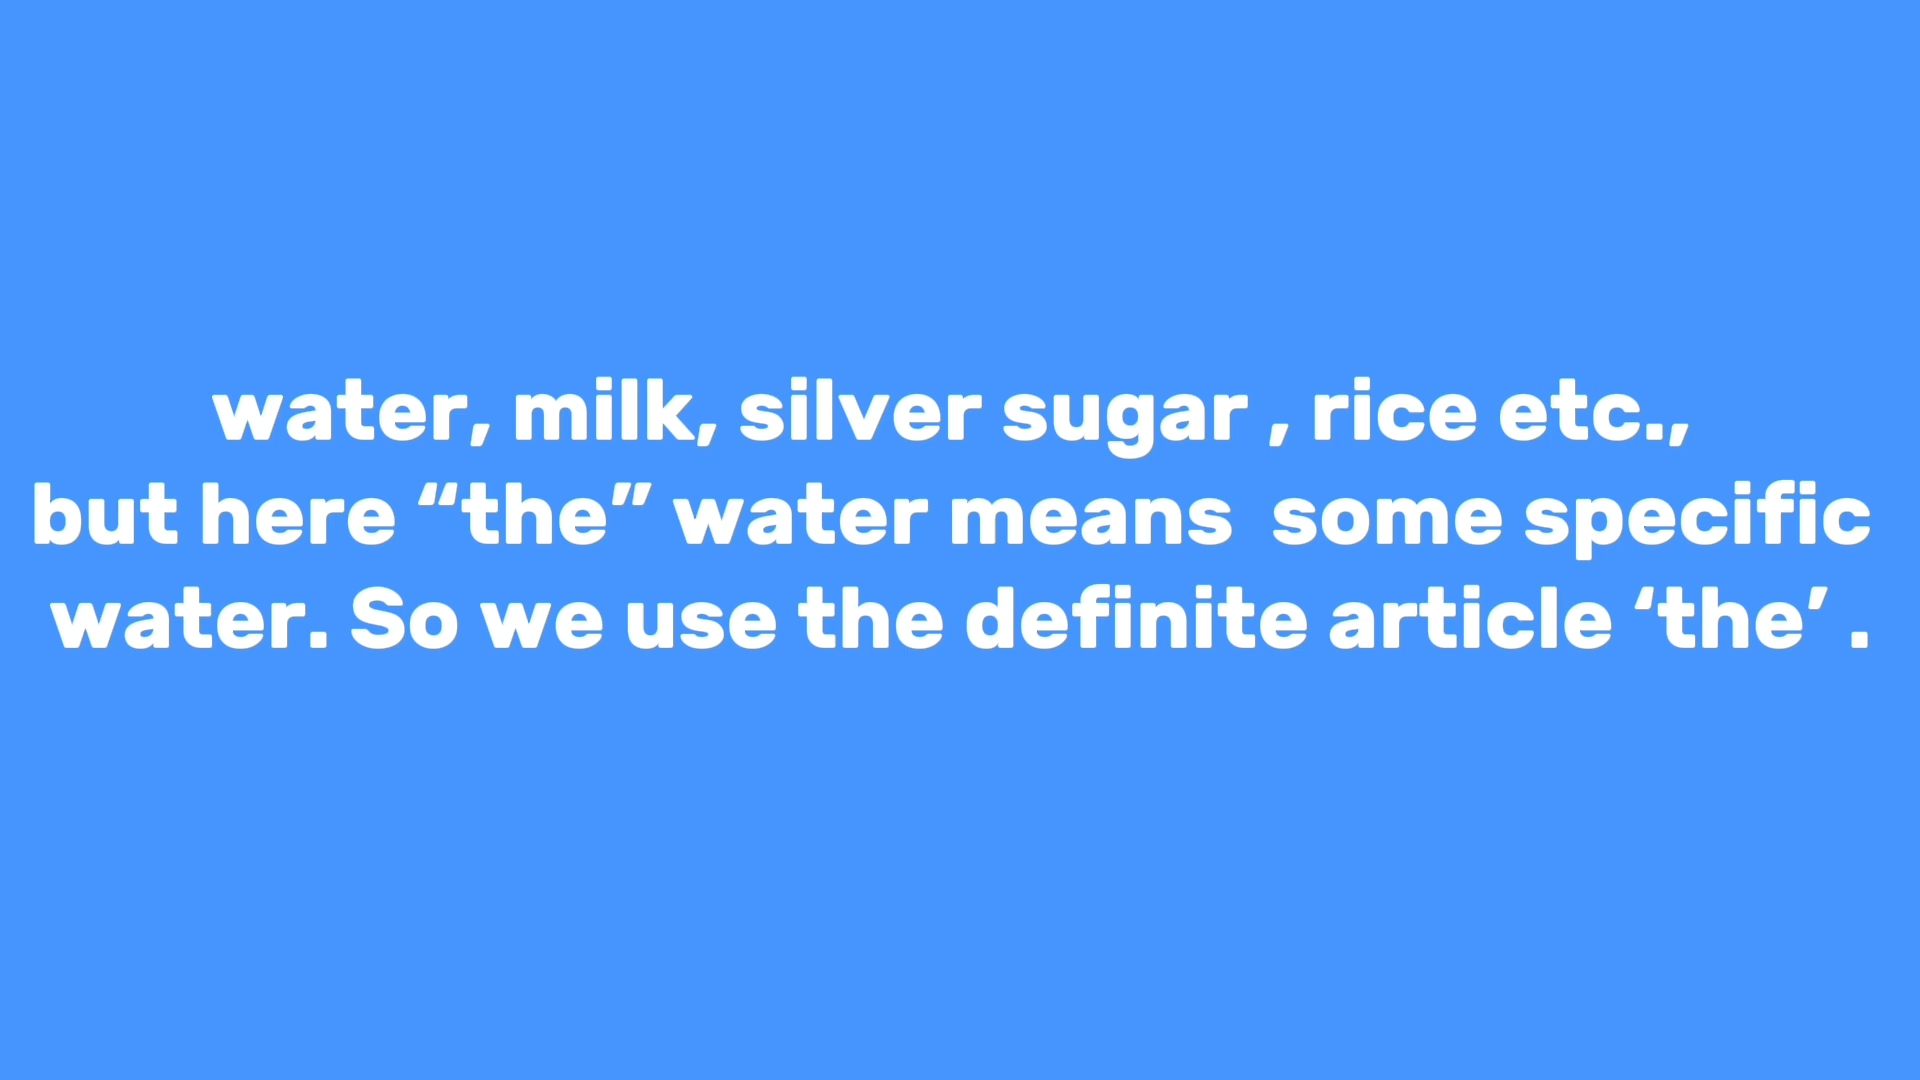 water, milk, silver sugar , rice etc.,
but here “the” water means  some specific
water. So we use the definite article ‘the’ .